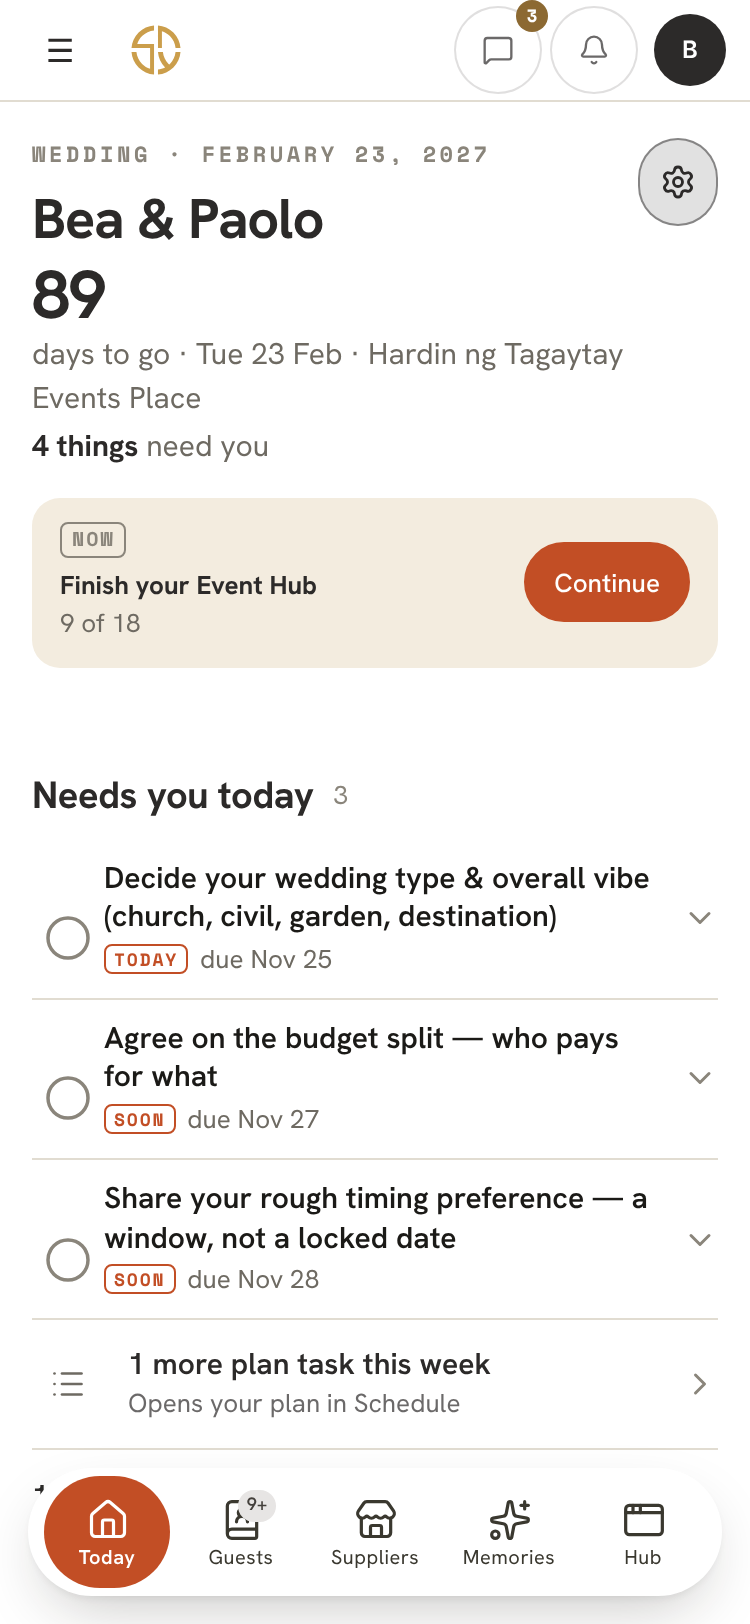 3
B
WEDDING · FEBRUARY 23, 2027
Bea & Paolo
89
days to go · Tue 23 Feb · Hardin ng Tagaytay
Events Place
4 things need you
NOW
Finish your Event Hub
9 of 18
Continue
Needs you today 3
Decide your wedding type & overall vibe
(church, civil, garden, destination)
TODAY due Nov 25
Agree on the budget split — who pays
for what
SOON due Nov 27
Share your rough timing preference — a
window, not a locked date
SOON due Nov 28
1 more plan task this week
Opens your plan in Schedule
9+
Today
Guests
Suppliers
Memories
Hub